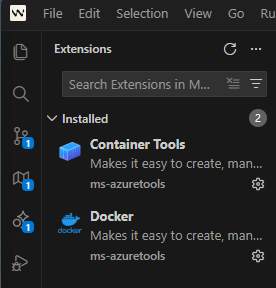 File Edit View Go Ru
Extensions
Search Extensions in M...
Installed 2
Container Tools
Makes it easy to create, man...
ms-azuretools
Docker
Makes it easy to create, man...
docker
ms-azuretools
1
1
1